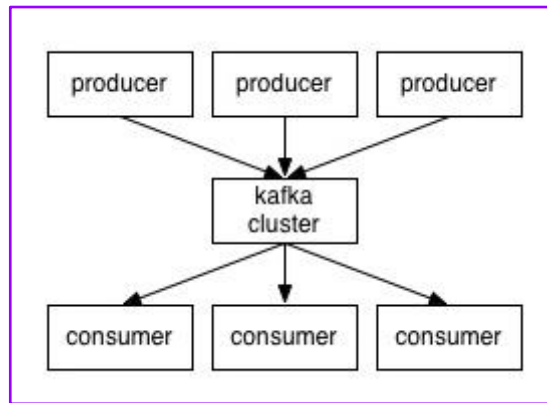 producer producer producer
kafka
cluster
consumer consumer consumer